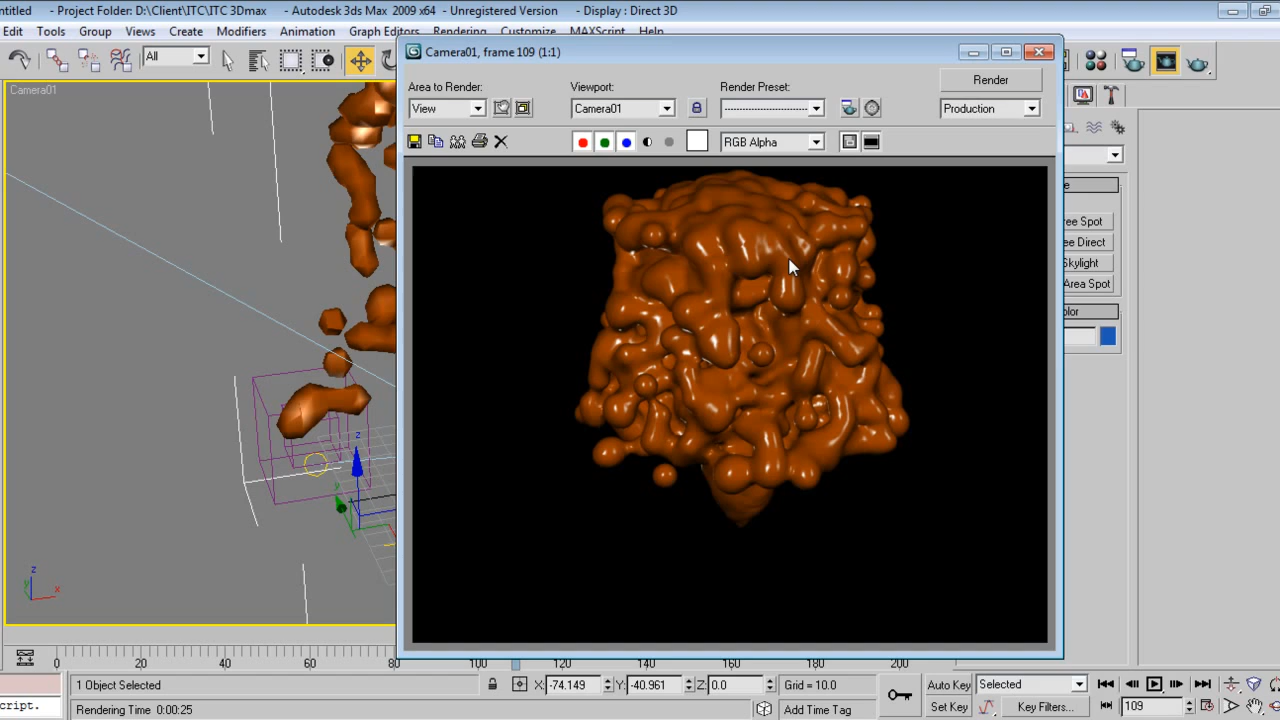 ntitled - Project Folder: D:\Client\ITC\ITC 3Dmax - Autodesk 3ds Max 2009 x64 - Unregistered Version - Display : Direct 3D
Edit Tools Group Views Create Modifiers Animation Graph Editors Rendering Customize MAXScript Help
All
Camera01
Camera01, frame 109 (1:1)
Area to Render: Viewport: Render Preset: Render
View Camera01 Production
RGB Alpha
ree Spot
ee Direct
Skylight
Area Spot
olor
z
y
z
y x
0 20 40 60 80 100 120 140 160 180 200
1 Object Selected X: -74.149 Y: -40.961 Z: 0.0 Grid = 10.0 Auto Key Selected
cript. Rendering Time 0:00:25 Add Time Tag Set Key Key Filters... 109